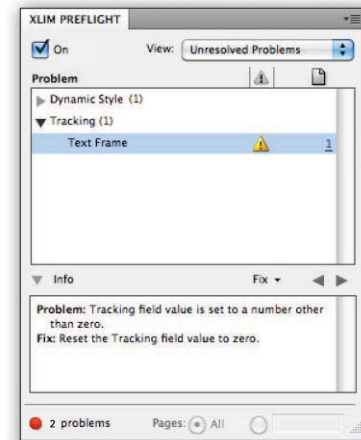 XLIM PREFLIGHT
On View: Unresolved Problems
Problem
Dynamic Style (1)
Tracking (1)
Text Frame 1
Info Fix
Problem: Tracking field value is set to a number other
than zero.
Fix: Reset the Tracking field value to zero.
2 problems Pages: All